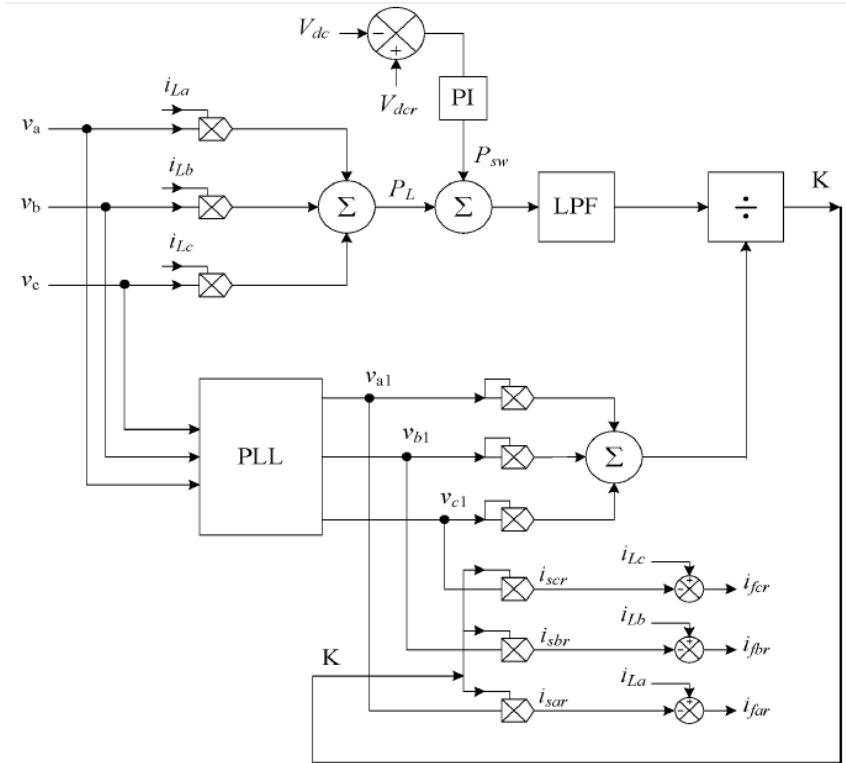 V_dc
V_dcr
PI
P_sw
i_La
v_a
i_Lb
v_b
i_Lc
v_c
Σ
P_L
Σ
LPF
÷
K
PLL
v_a1
v_b1
v_c1
Σ
i_scr
i_Lc
i_fcr
i_sbr
i_Lb
i_fbr
K
i_sar
i_La
i_far